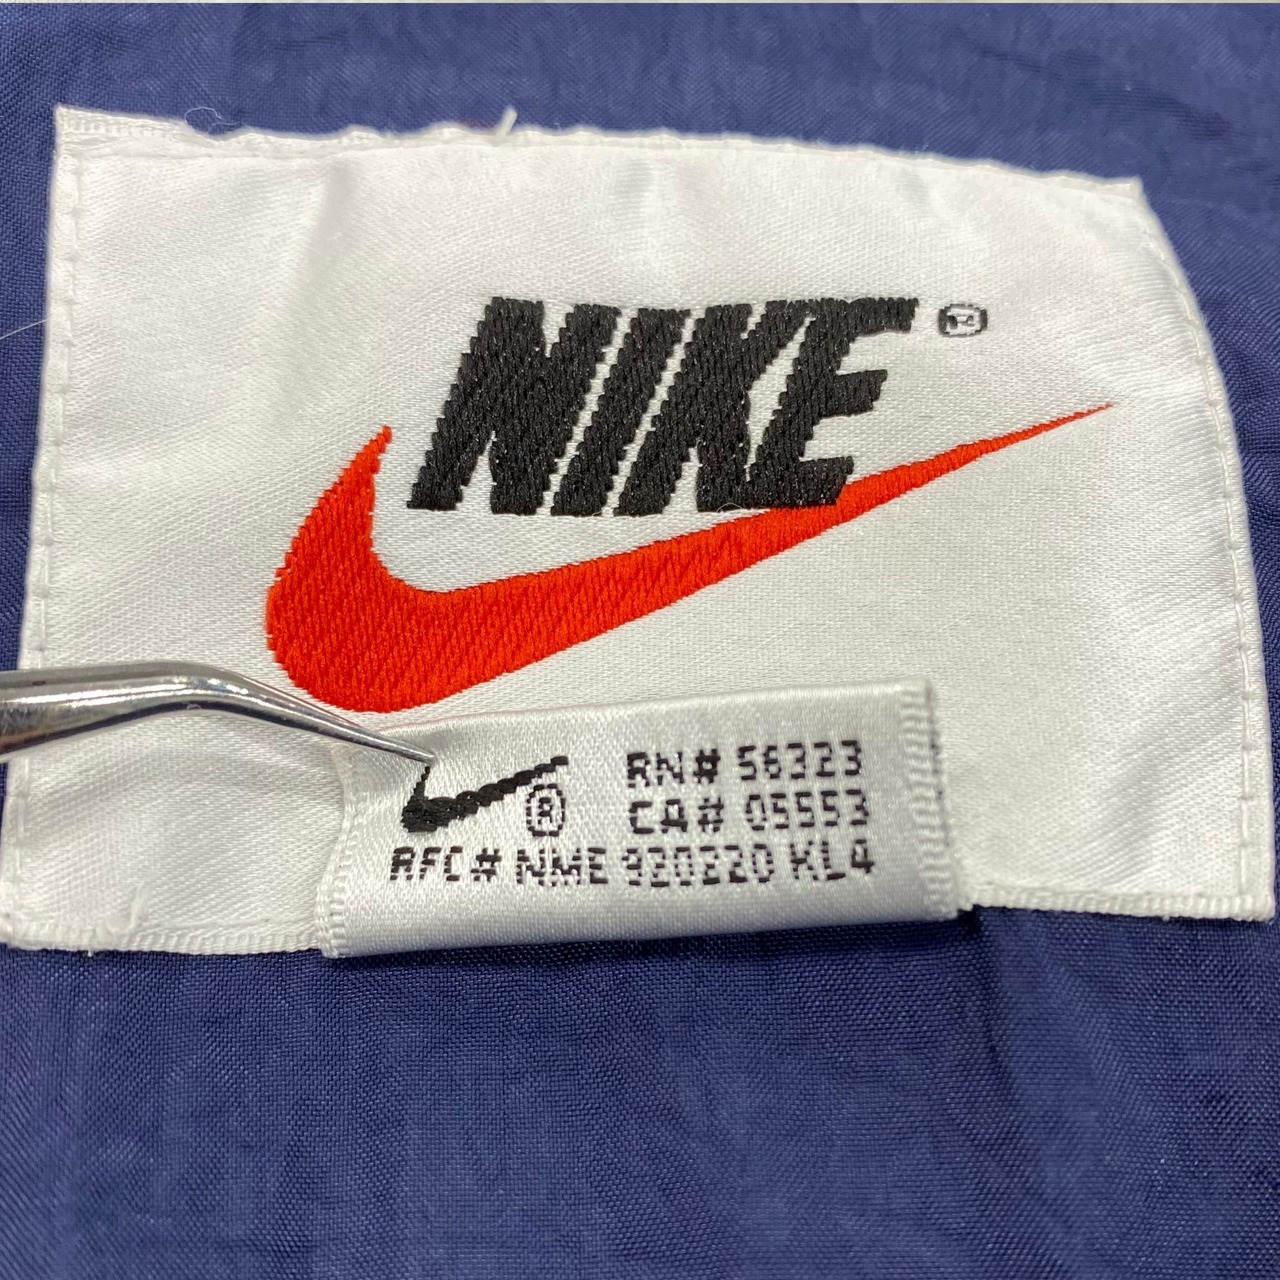 NIKE ®
® RN# 56323
CA# 05553
RFC# NME 920220 KL4